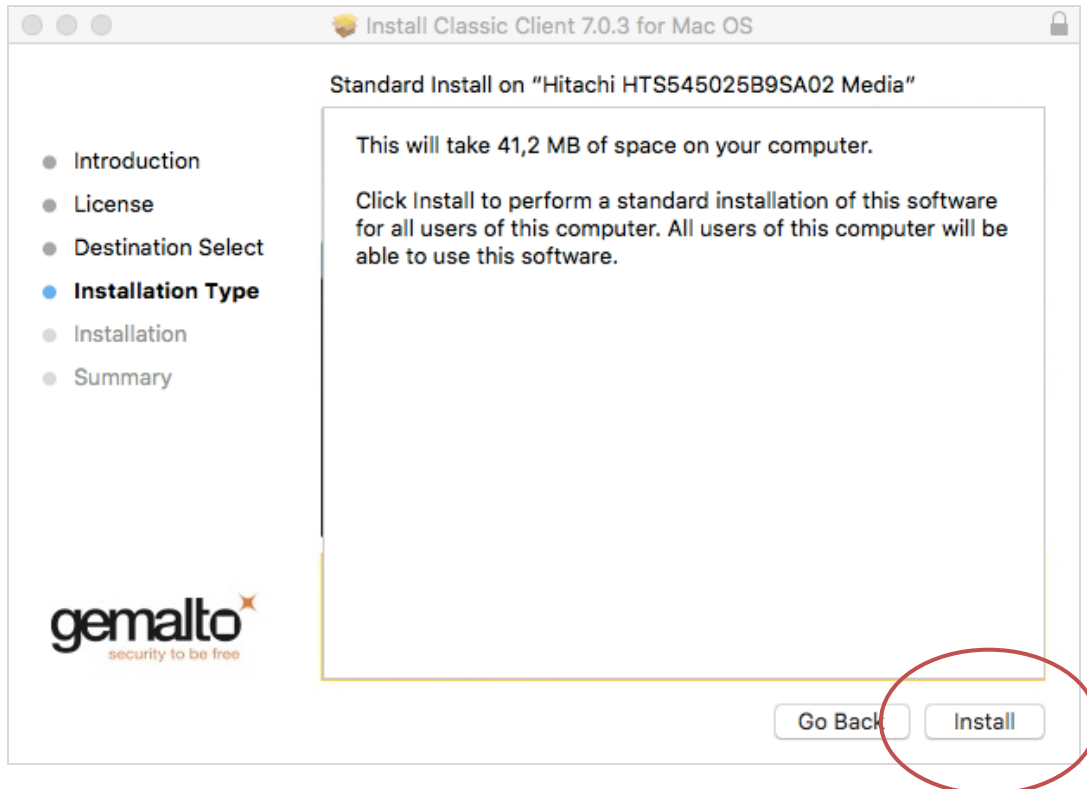 Install Classic Client 7.0.3 for Mac OS
Standard Install on “Hitachi HTS545025B9SA02 Media”
Introduction
License
Destination Select
Installation Type
Installation
Summary
This will take 41,2 MB of space on your computer.
Click Install to perform a standard installation of this software
for all users of this computer. All users of this computer will be
able to use this software.
gemalto
security to be free
Go Back
Install